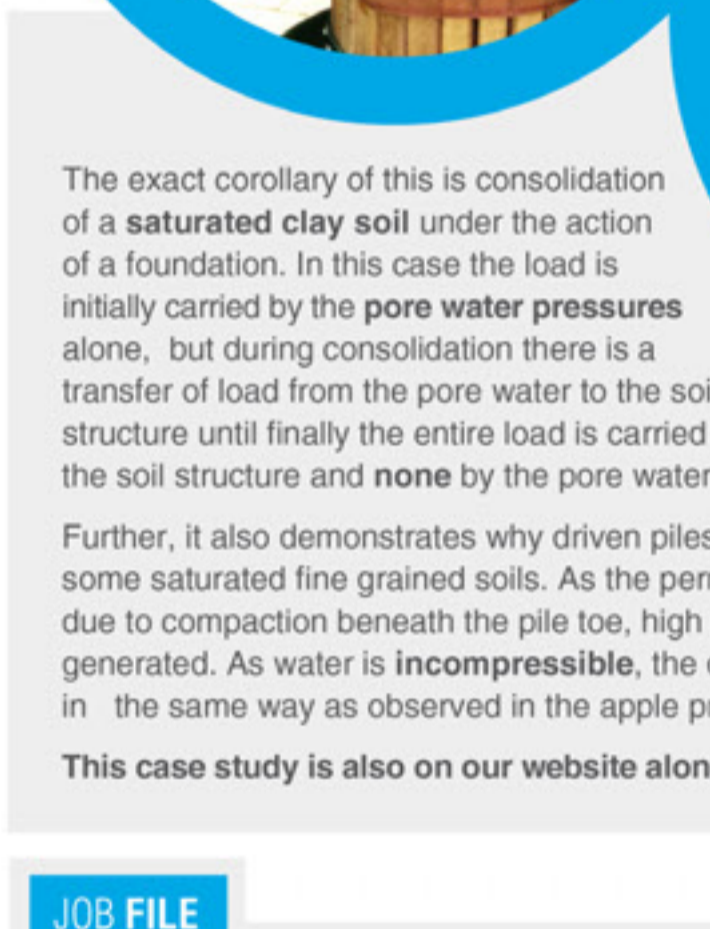 The exact corollary of this is consolidation
of a saturated clay soil under the action
of a foundation. In this case the load is
initially carried by the pore water pressures
alone, but during consolidation there is a
transfer of load from the pore water to the soi
structure until finally the entire load is carried
the soil structure and none by the pore water
Further, it also demonstrates why driven piles
some saturated fine grained soils. As the per
due to compaction beneath the pile toe, high
generated. As water is incompressible, the
in the same way as observed in the apple pr
This case study is also on our website alon
JOB FILE